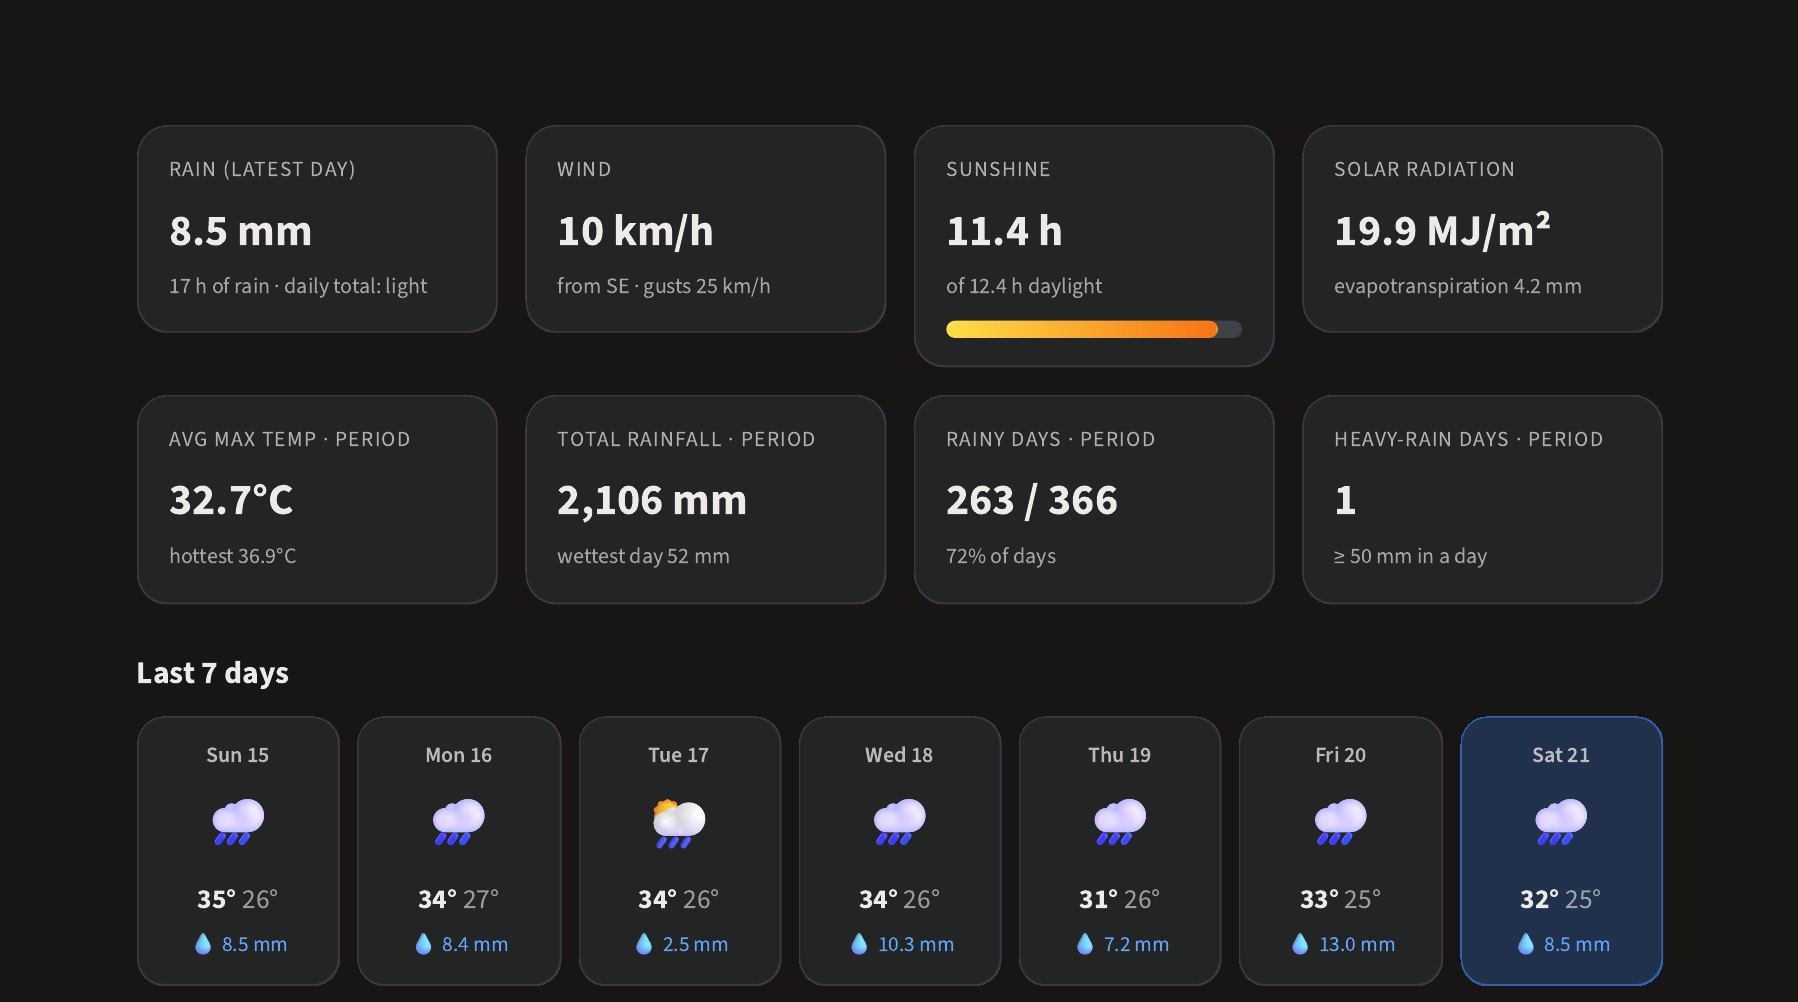 RAIN (LATEST DAY)
8.5 mm
17 h of rain · daily total: light
WIND
10 km/h
from SE · gusts 25 km/h
SUNSHINE
11.4 h
of 12.4 h daylight
SOLAR RADIATION
19.9 MJ/m²
evapotranspiration 4.2 mm
AVG MAX TEMP · PERIOD
32.7°C
hottest 36.9°C
TOTAL RAINFALL · PERIOD
2,106 mm
wettest day 52 mm
RAINY DAYS · PERIOD
263 / 366
72% of days
HEAVY-RAIN DAYS · PERIOD
1
≥ 50 mm in a day
Last 7 days
Sun 15
35° 26°
8.5 mm
Mon 16
34° 27°
8.4 mm
Tue 17
34° 26°
2.5 mm
Wed 18
34° 26°
10.3 mm
Thu 19
31° 26°
7.2 mm
Fri 20
33° 25°
13.0 mm
Sat 21
32° 25°
8.5 mm